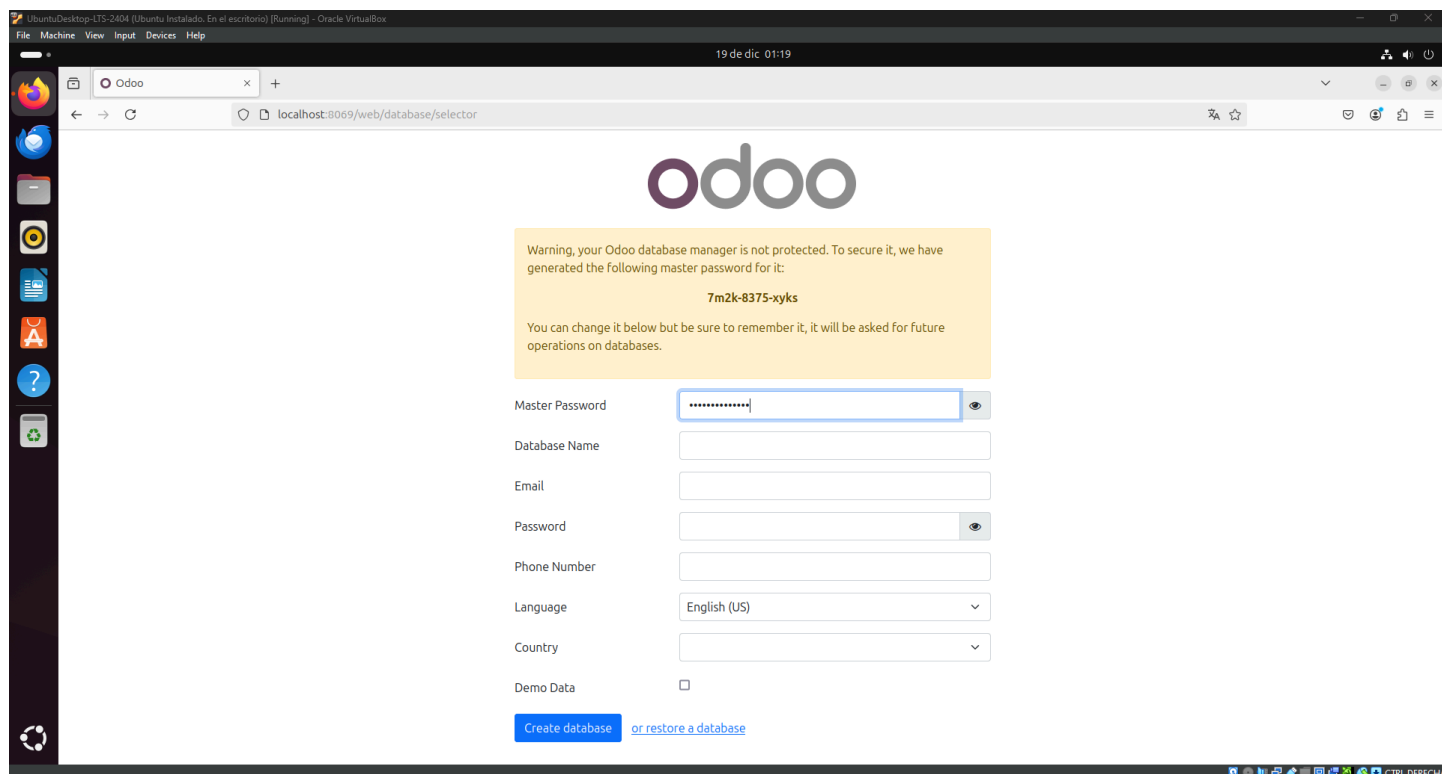 UbuntuDesktop-LTS-2404 (Ubuntu Instalado. En el escritorio) [Running] - Oracle VirtualBox
File Machine View Input Devices Help
19 de dic 01:19
Odoo
localhost:8069/web/database/selector
odoo
Warning, your Odoo database manager is not protected. To secure it, we have
generated the following master password for it:
7m2k-8375-xyks
You can change it below but be sure to remember it, it will be asked for future
operations on databases.
Master Password ••••••••••••••
Database Name
Email
Password
Phone Number
Language English (US)
Country
Demo Data
Create database or restore a database
CTRL DERECHA